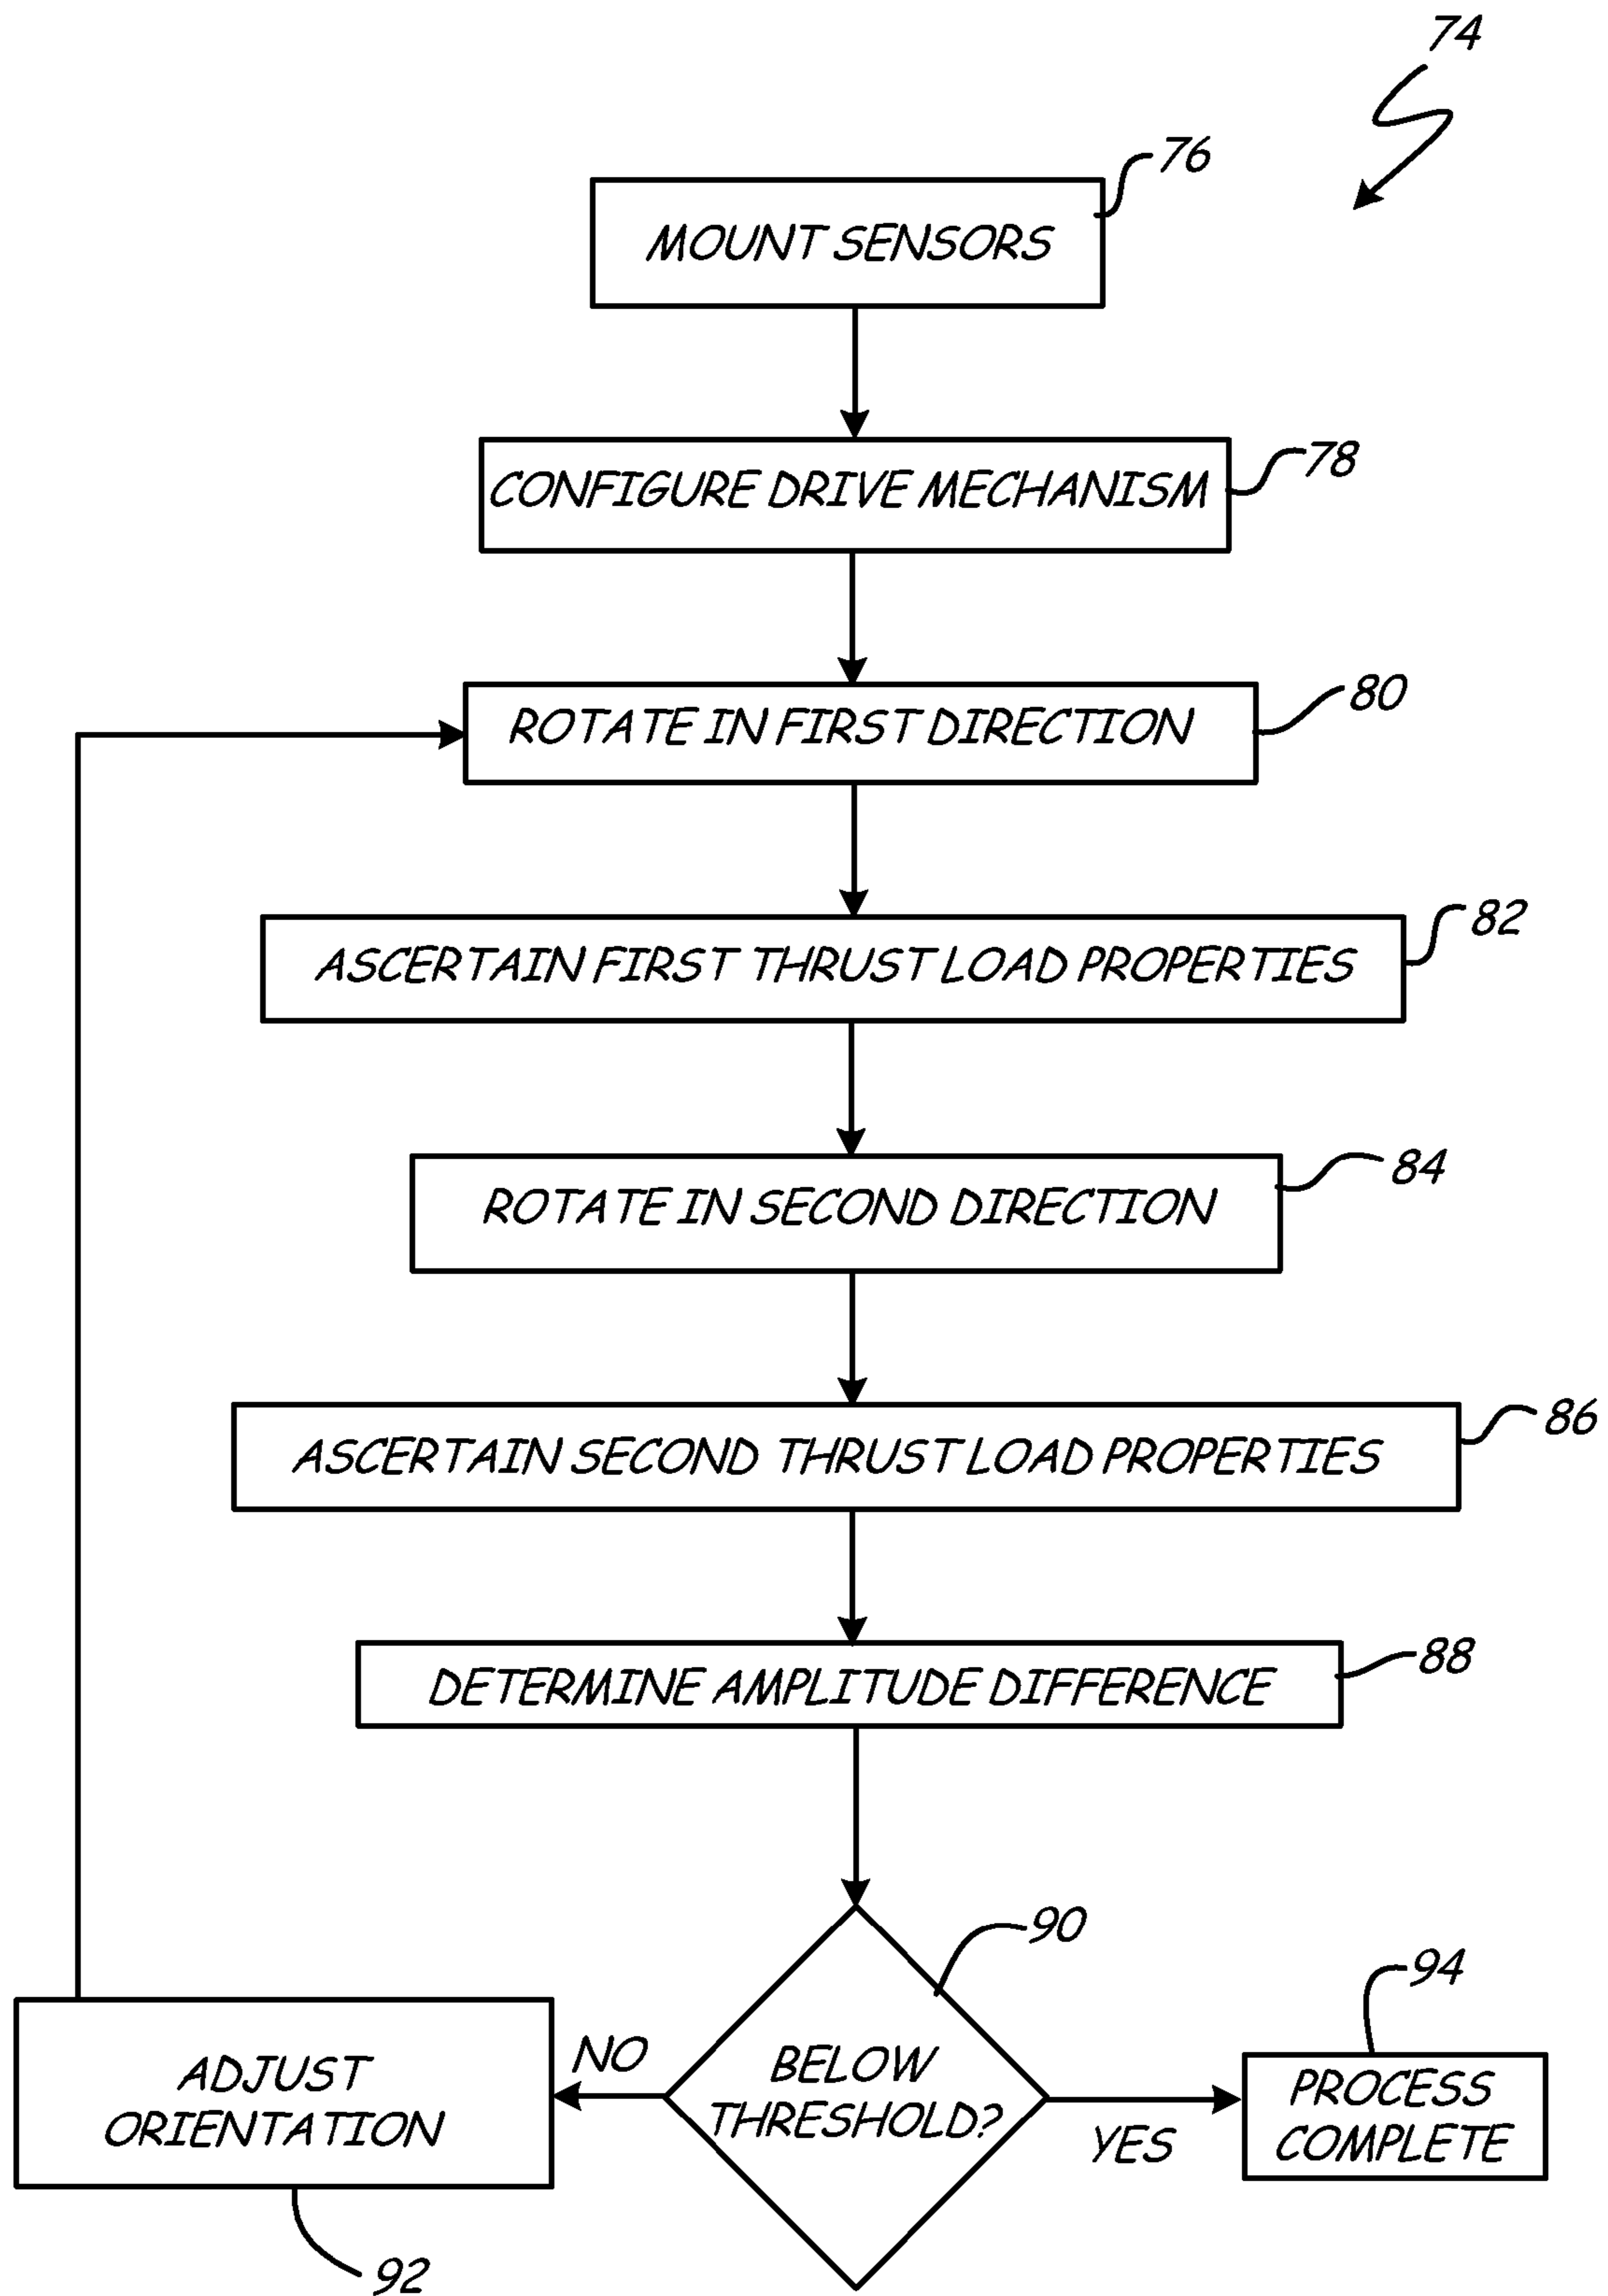 74
76
MOUNT SENSORS
CONFIGURE DRIVE MECHANISM
78
80
ROTATE IN FIRST DIRECTION
82
ASCERTAIN FIRST THRUST LOAD PROPERTIES
84
ROTATE IN SECOND DIRECTION
86
ASCERTAIN SECOND THRUST LOAD PROPERTIES
88
DETERMINE AMPLITUDE DIFFERENCE
90
94
NO
BELOW
THRESHOLD?
YES
PROCESS
COMPLETE
ADJUST
ORIENTATION
92